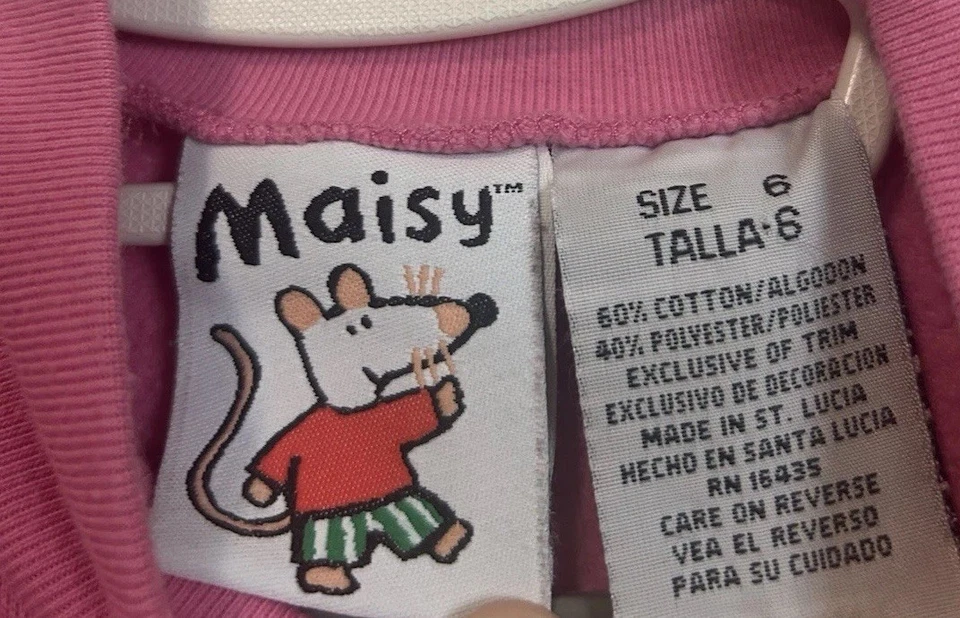 Maisy™
SIZE 6
TALLA·6
60% COTTON/ALGODON
40% POLYESTER/POLIESTER
EXCLUSIVE OF TRIM
EXCLUSIVO DE DECORACION
MADE IN ST. LUCIA
HECHO EN SANTA LUCIA
RN 16435
CARE ON REVERSE
VEA EL REVERSO
PARA SU CUIDADO